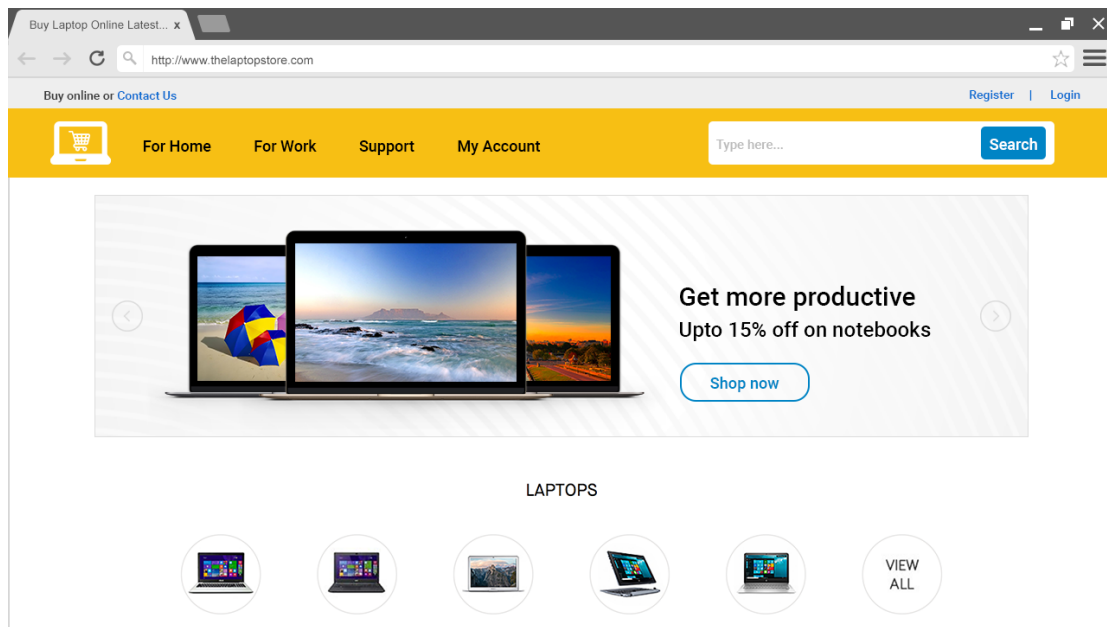 Buy Laptop Online Latest... x
http://www.thelaptopstore.com
Buy online or Contact Us
Register | Login
For Home For Work Support My Account
Type here... Search
Get more productive
Upto 15% off on notebooks
Shop now
LAPTOPS
VIEW
ALL